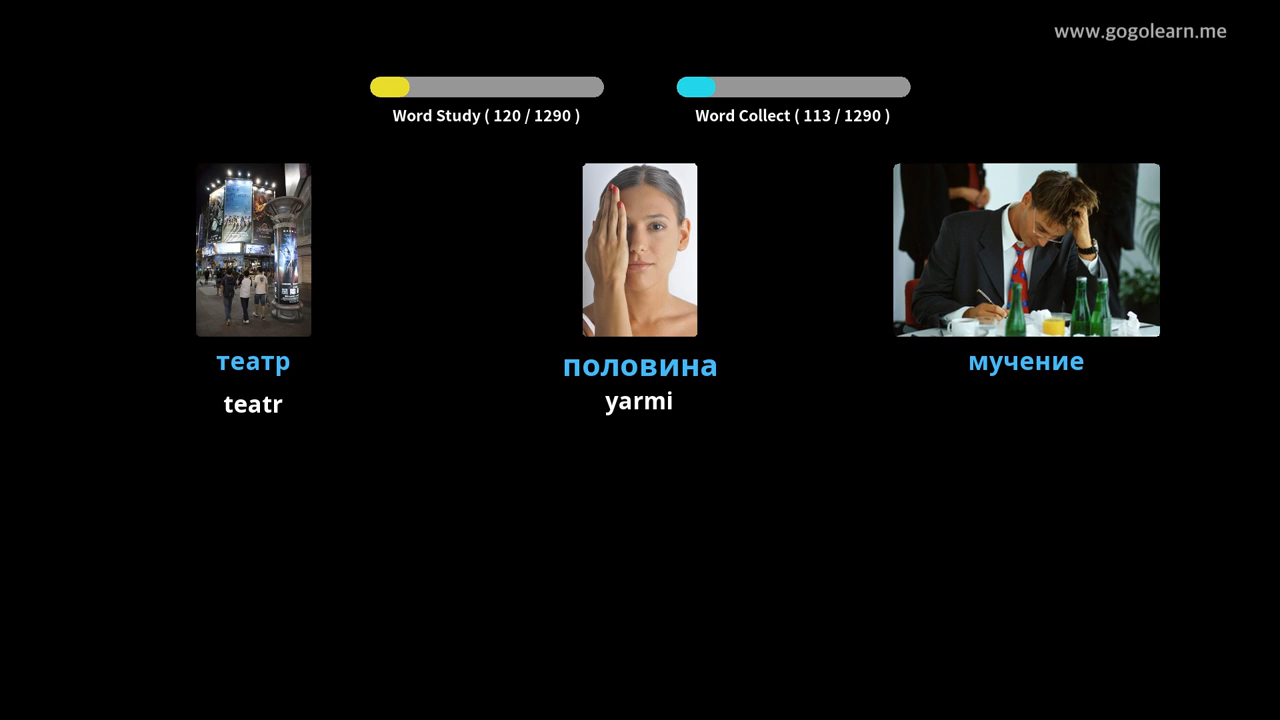 www.gogolearn.me
Word Study ( 120 / 1290 )
Word Collect ( 113 / 1290 )
театр
половина
мучение
teatr
yarmi